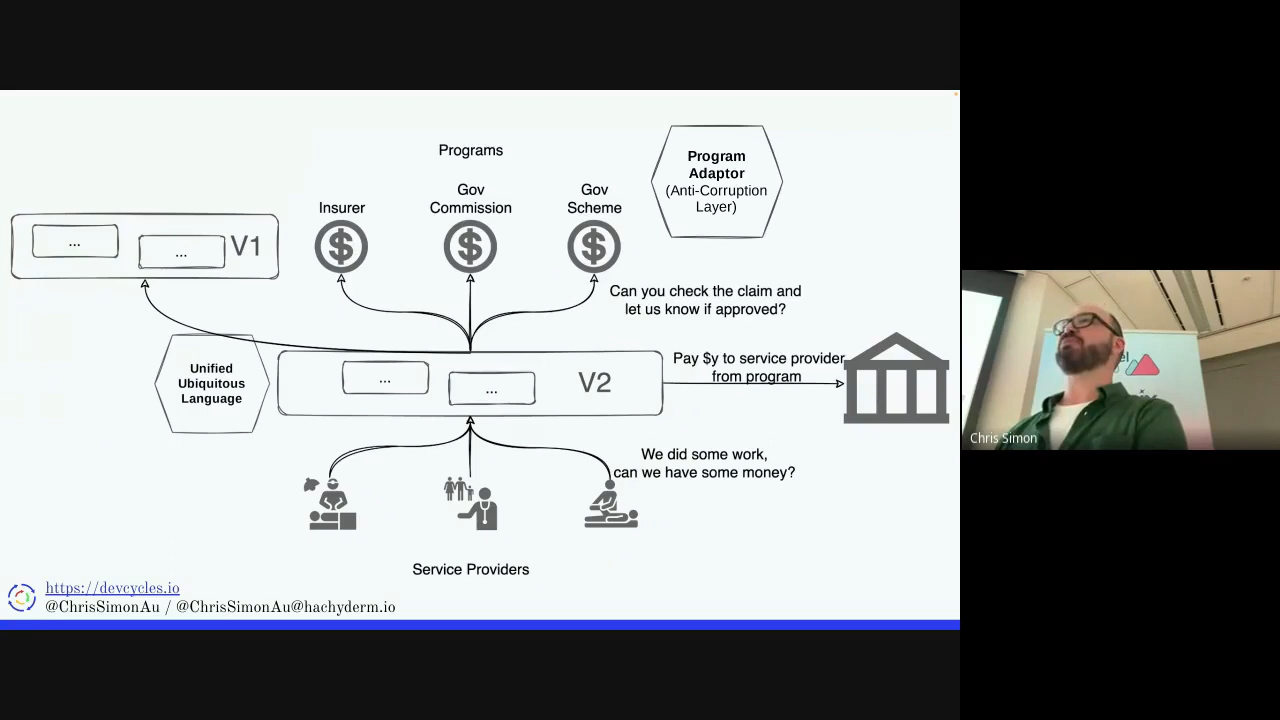 Programs
Program
Adaptor
(Anti-Corruption
Layer)
Insurer
Gov
Commission
Gov
Scheme
...
...
V1
Can you check the claim and
let us know if approved?
Unified
Ubiquitous
Language
...
...
V2
Pay $y to service provider
from program
We did some work,
can we have some money?
Service Providers
https://devcycles.io
@ChrisSimonAu / @ChrisSimonAu@hachyderm.io
Chris Simon